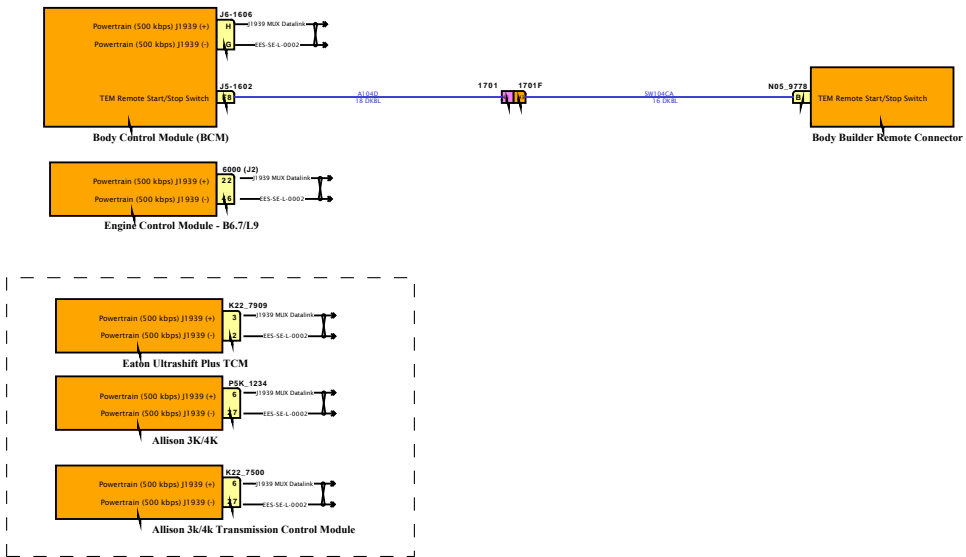 J6-1606
Powertrain (500 kbps) J1939 (+) H J1939 MUX Datalink
Powertrain (500 kbps) J1939 (-) G EES-SE-L-0002
J5-1602 1701 1701F N05_9778
TEM Remote Start/Stop Switch E8 A104D SW104CA B TEM Remote Start/Stop Switch
18 DKBL 16 DKBL
Body Control Module (BCM) Body Builder Remote Connector
6000 (J2)
Powertrain (500 kbps) J1939 (+) 22 J1939 MUX Datalink
Powertrain (500 kbps) J1939 (-) EES-SE-L-0002
Engine Control Module - B6.7/L9
K22_7909
Powertrain (500 kbps) J1939 (+) 3 J1939 MUX Datalink
Powertrain (500 kbps) J1939 (-) 2 EES-SE-L-0002
Eaton Ultrashift Plus TCM
P5K_1234
Powertrain (500 kbps) J1939 (+) 6 J1939 MUX Datalink
Powertrain (500 kbps) J1939 (-) EES-SE-L-0002
Allison 3K/4K
K22_7500
Powertrain (500 kbps) J1939 (+) 6 J1939 MUX Datalink
Powertrain (500 kbps) J1939 (-) EES-SE-L-0002
Allison 3k/4k Transmission Control Module